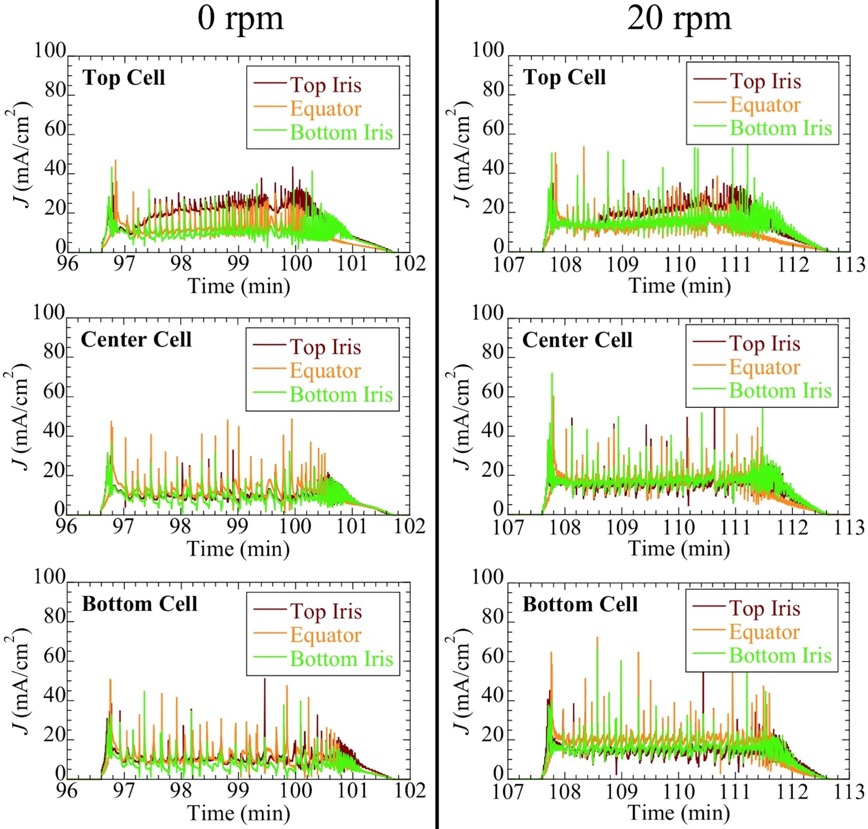 0 rpm
20 rpm
Top Cell
Top Iris
Equator
Bottom Iris
J (mA/cm²)
100
80
60
40
20
0
96 97 98 99 100 101 102
Time (min)
Top Cell
Top Iris
Equator
Bottom Iris
J (mA/cm²)
100
80
60
40
20
0
107 108 109 110 111 112 113
Time (min)
Center Cell
Top Iris
Equator
Bottom Iris
J (mA/cm²)
100
80
60
40
20
0
96 97 98 99 100 101 102
Time (min)
Center Cell
Top Iris
Equator
Bottom Iris
J (mA/cm²)
100
80
60
40
20
0
107 108 109 110 111 112 113
Time (min)
Bottom Cell
Top Iris
Equator
Bottom Iris
J (mA/cm²)
100
80
60
40
20
0
96 97 98 99 100 101 102
Time (min)
Bottom Cell
Top Iris
Equator
Bottom Iris
J (mA/cm²)
100
80
60
40
20
0
107 108 109 110 111 112 113
Time (min)